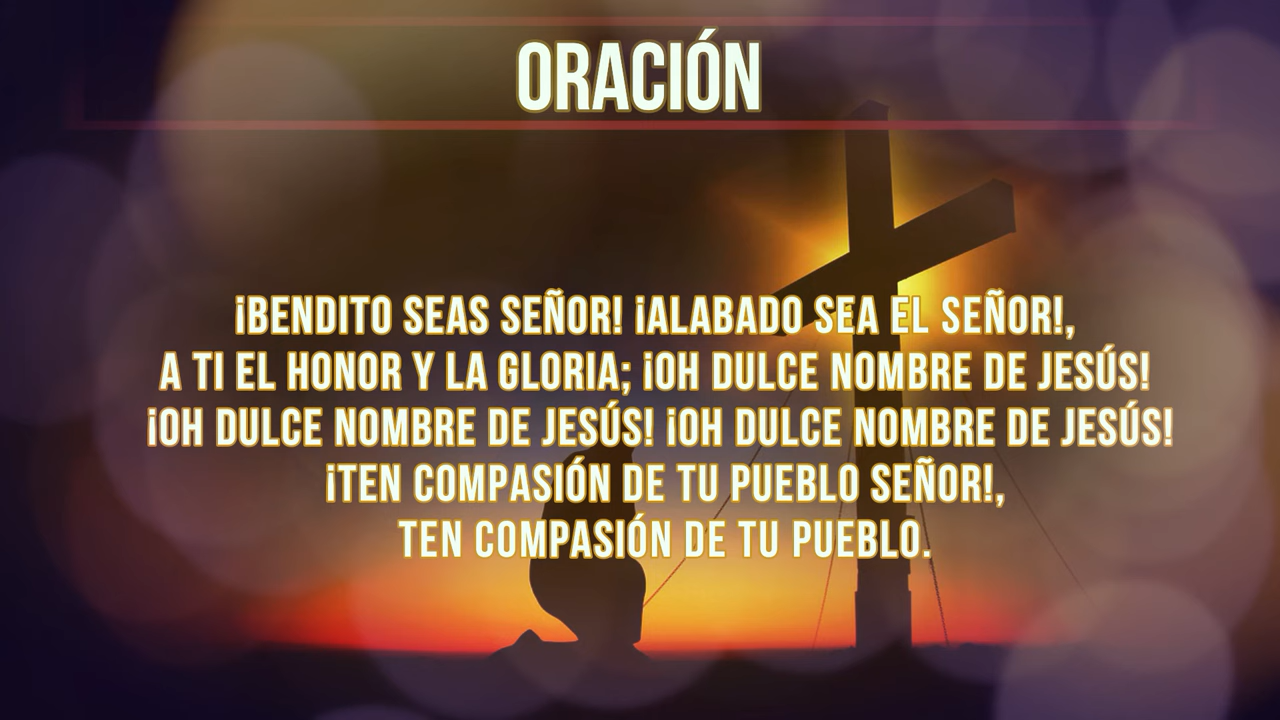 ORACIÓN
¡BENDITO SEAS SEÑOR! ¡ALABADO SEA EL SEÑOR!,
A TI EL HONOR Y LA GLORIA; ¡OH DULCE NOMBRE DE JESÚS!
¡OH DULCE NOMBRE DE JESÚS! ¡OH DULCE NOMBRE DE JESÚS!
¡TEN COMPASIÓN DE TU PUEBLO SEÑOR!,
TEN COMPASIÓN DE TU PUEBLO.